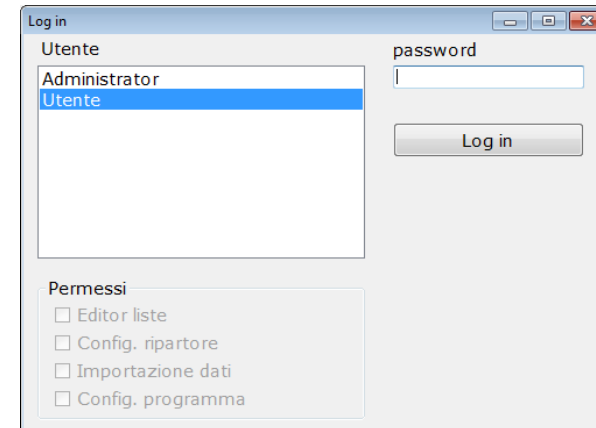 Log in
Utente
password
Administrator
Utente
Log in
Permessi
Editor liste
Config. ripartore
Importazione dati
Config. programma